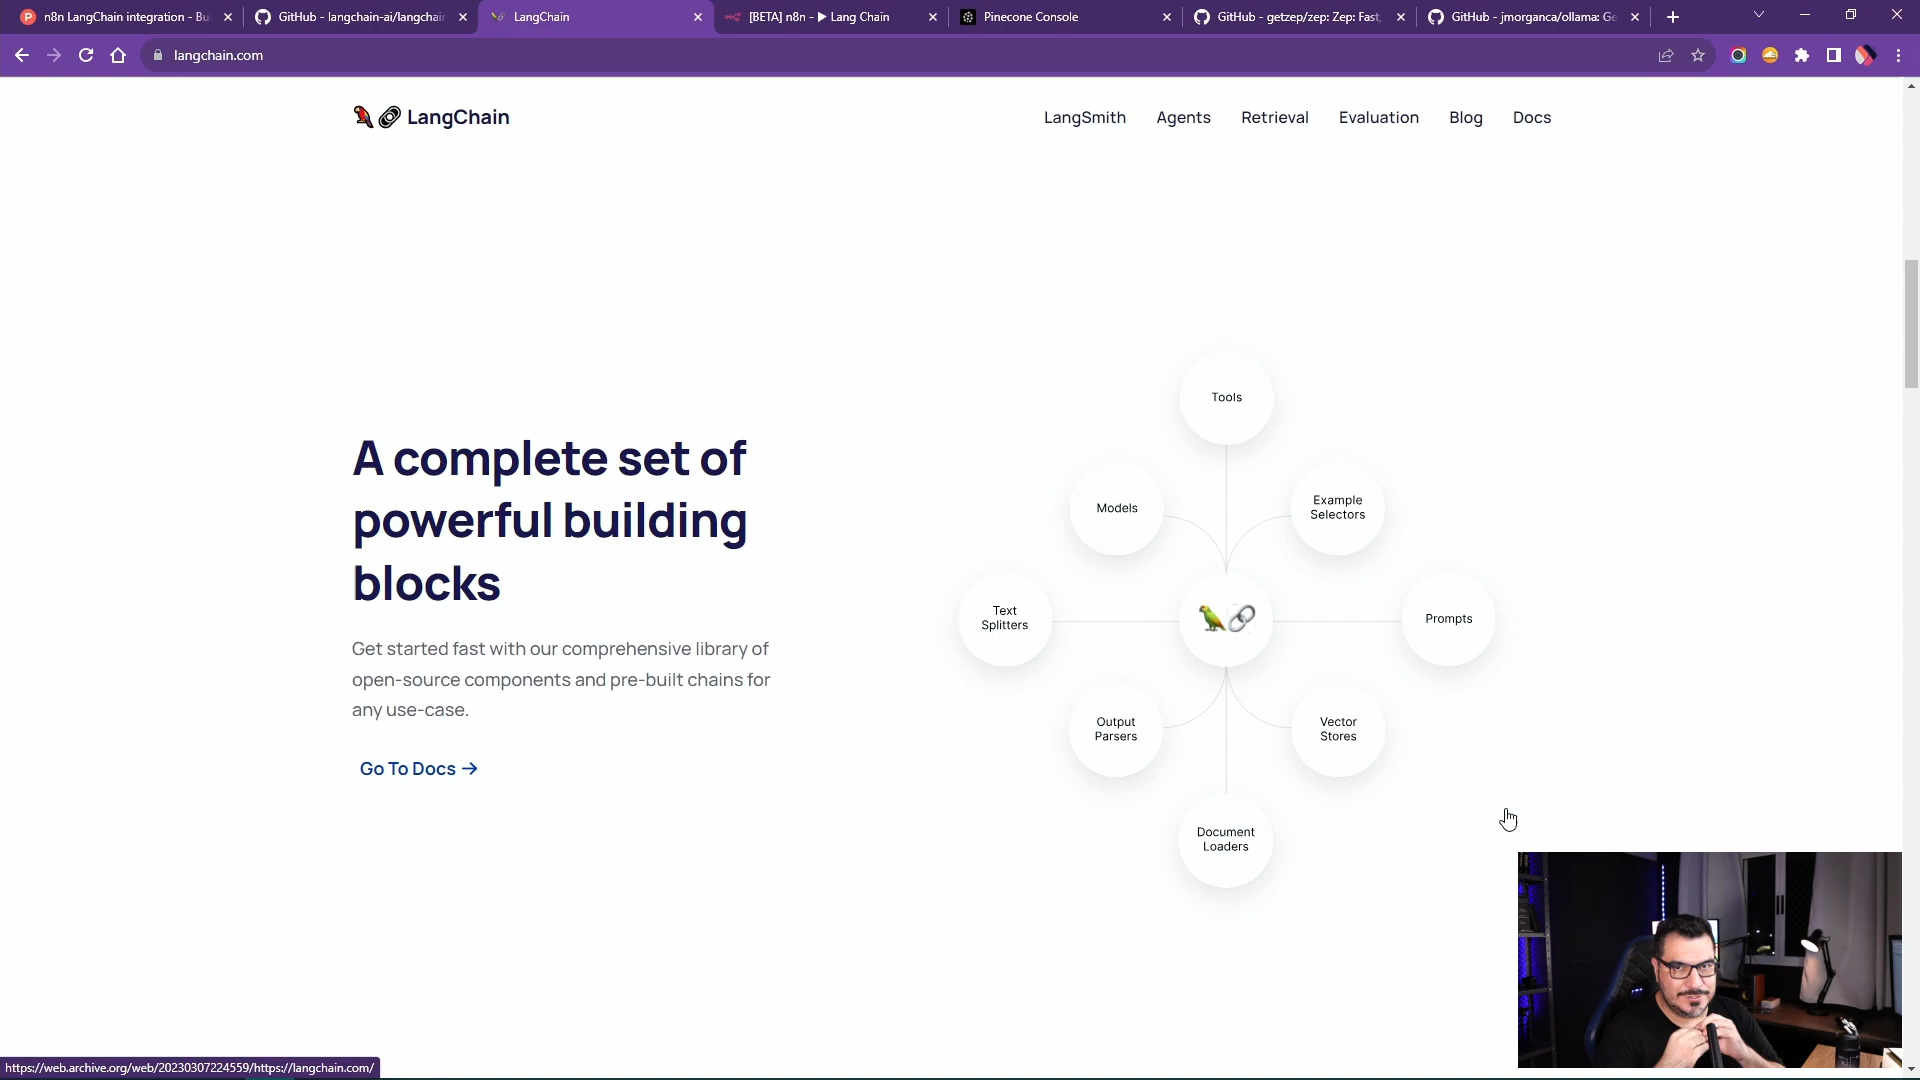 n8n LangChain integration - Bu
GitHub - langchain-ai/langchain
LangChain
[BETA] n8n - ▶ Lang Chain
Pinecone Console
GitHub - getzep/zep: Zep: Fast,
GitHub - jmorganca/ollama: Ge
langchain.com
LangChain
LangSmith
Agents
Retrieval
Evaluation
Blog
Docs
A complete set of
powerful building
blocks
Get started fast with our comprehensive library of
open-source components and pre-built chains for
any use-case.
Go To Docs →
Tools
Models
Example
Selectors
Text
Splitters
Prompts
Output
Parsers
Vector
Stores
Document
Loaders
https://web.archive.org/web/20230307224559/https://langchain.com/